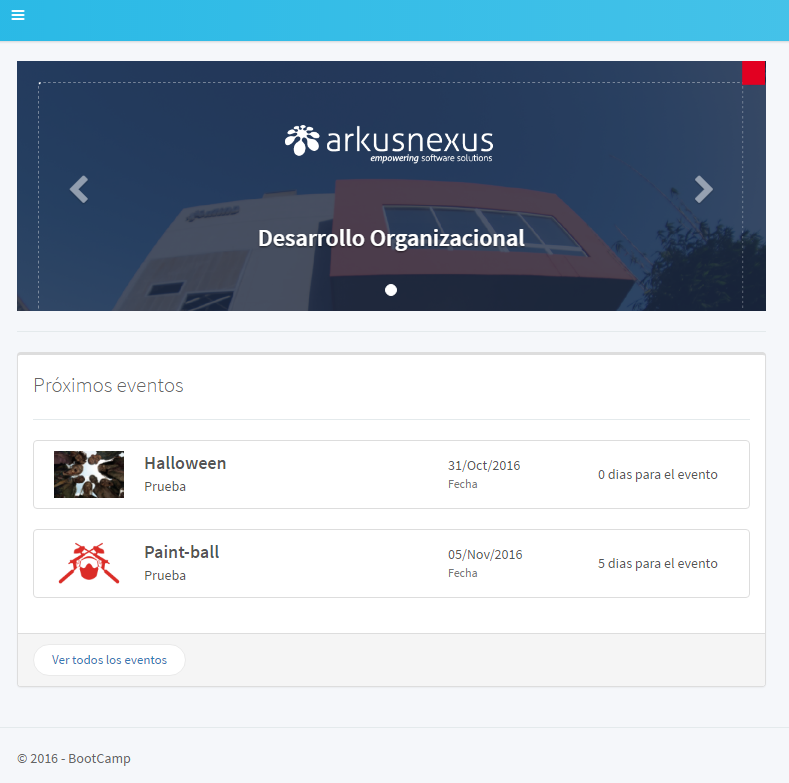 arkusnexus
empowering software solutions
Desarrollo Organizacional
Próximos eventos
Halloween
Prueba
31/Oct/2016
Fecha
0 dias para el evento
Paint-ball
Prueba
05/Nov/2016
Fecha
5 dias para el evento
Ver todos los eventos
© 2016 - BootCamp